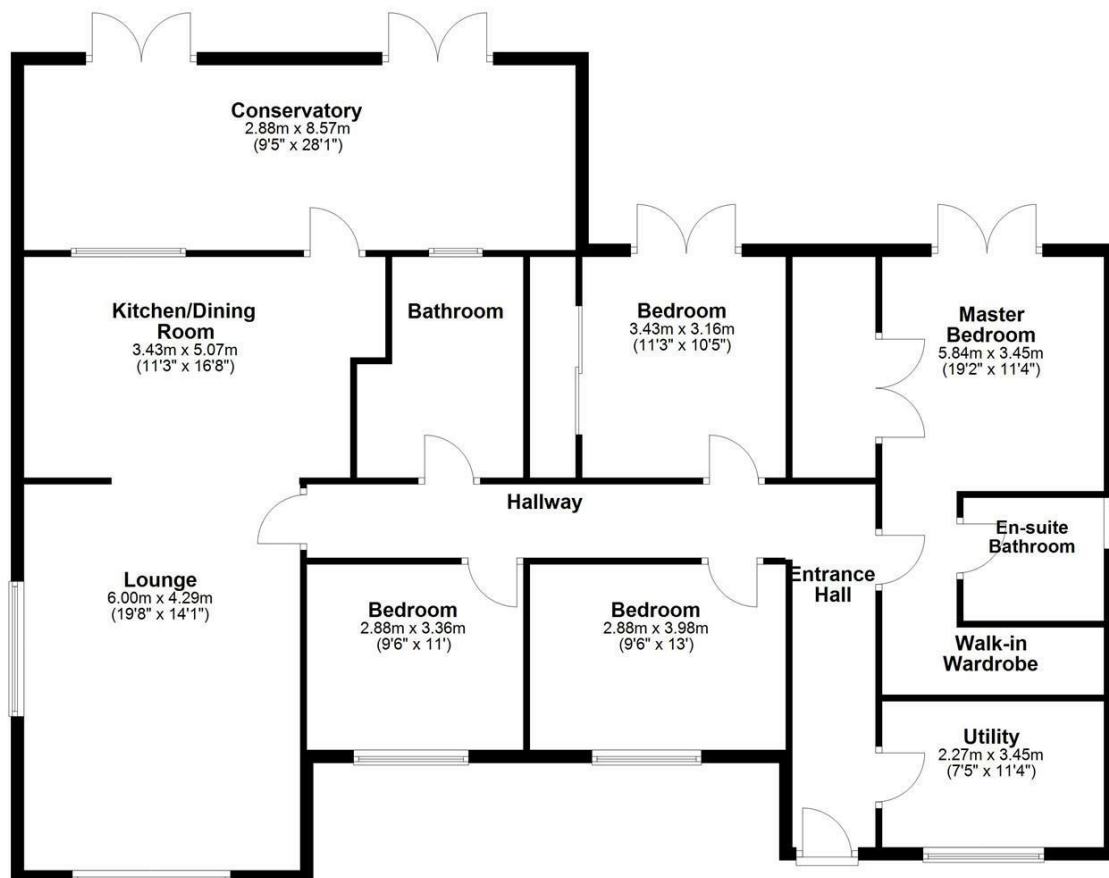 Conservatory
2.88m x 8.57m
(9'5" x 28'1")
Kitchen/Dining
Room
3.43m x 5.07m
(11'3" x 16'8")
Bathroom
Bedroom
3.43m x 3.16m
(11'3" x 10'5")
Master
Bedroom
5.84m x 3.45m
(19'2" x 11'4")
Hallway
En-suite
Bathroom
Lounge
6.00m x 4.29m
(19'8" x 14'1")
Bedroom
2.88m x 3.36m
(9'6" x 11')
Bedroom
2.88m x 3.98m
(9'6" x 13')
Entrance
Hall
Walk-in
Wardrobe
Utility
2.27m x 3.45m
(7'5" x 11'4")